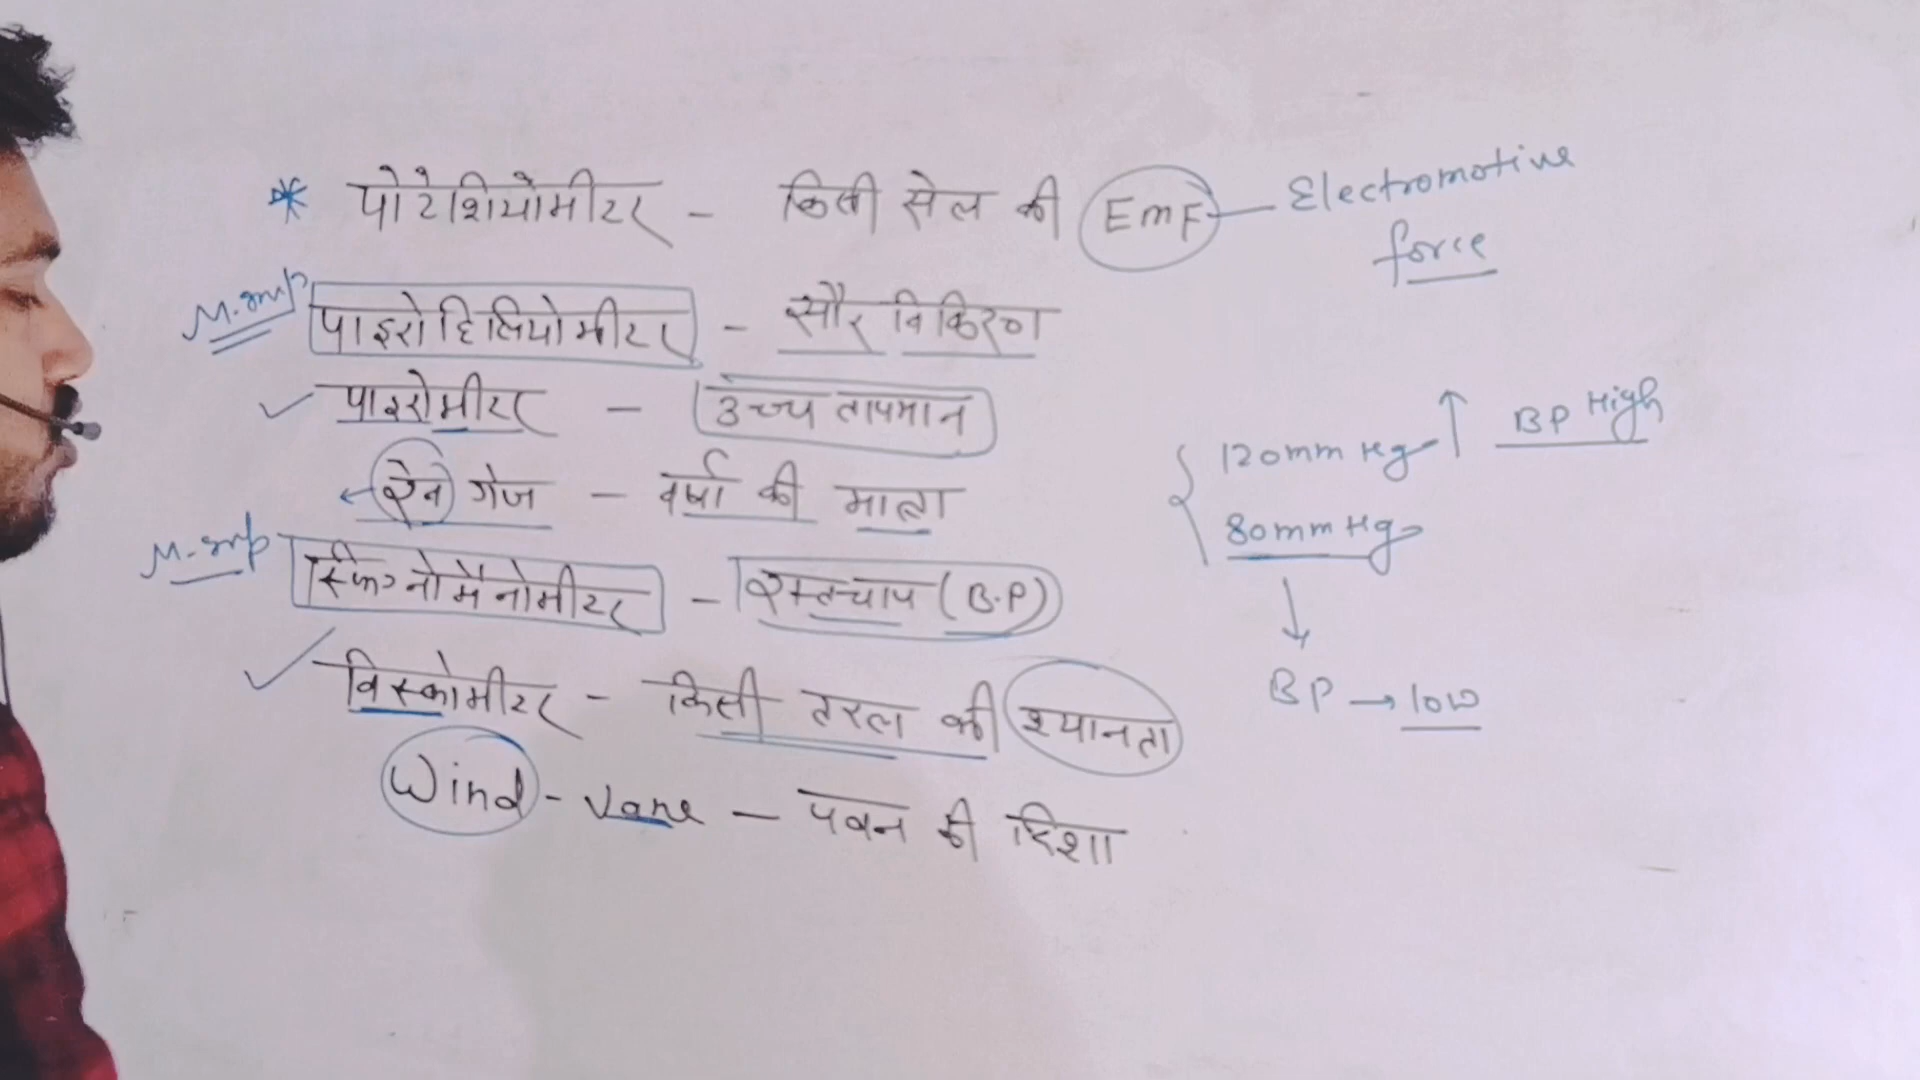 * पोटेशियोमीटर - किसी सेल की EmF - Electromotive
force
M.Imp पाइरोहिलियोमीटर - सौर विकिरण
✓ पाइरोमीटर - उच्च तापमान
रेन गेज - वर्षा की मात्रा
M.Imp स्फिग्नोमैनोमीटर - रक्तचाप (B.P)
✓ विस्कोमीटर - किसी तरल की श्यानता
Wind - Vane - पवन की दिशा
120mm Hg ↑ BP High
80mm Hg
↓
BP → low